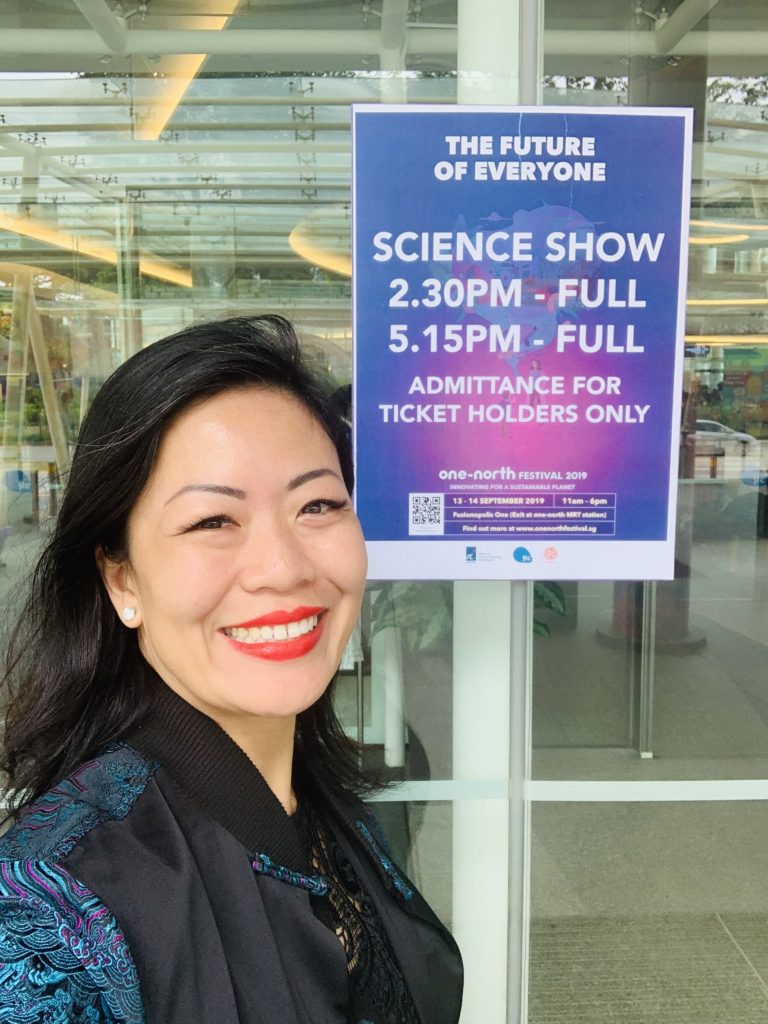 THE FUTURE
OF EVERYONE
SCIENCE SHOW
2.30PM - FULL
5.15PM - FULL
ADMITTANCE FOR
TICKET HOLDERS ONLY
one-north FESTIVAL 2019
INNOVATING FOR A SUSTAINABLE PLANET
13 - 14 SEPTEMBER 2019 11am - 6pm
Fusionopolis One (Exit at one-north MRT station)
Find out more at www.onenorthfestival.sg
jtc